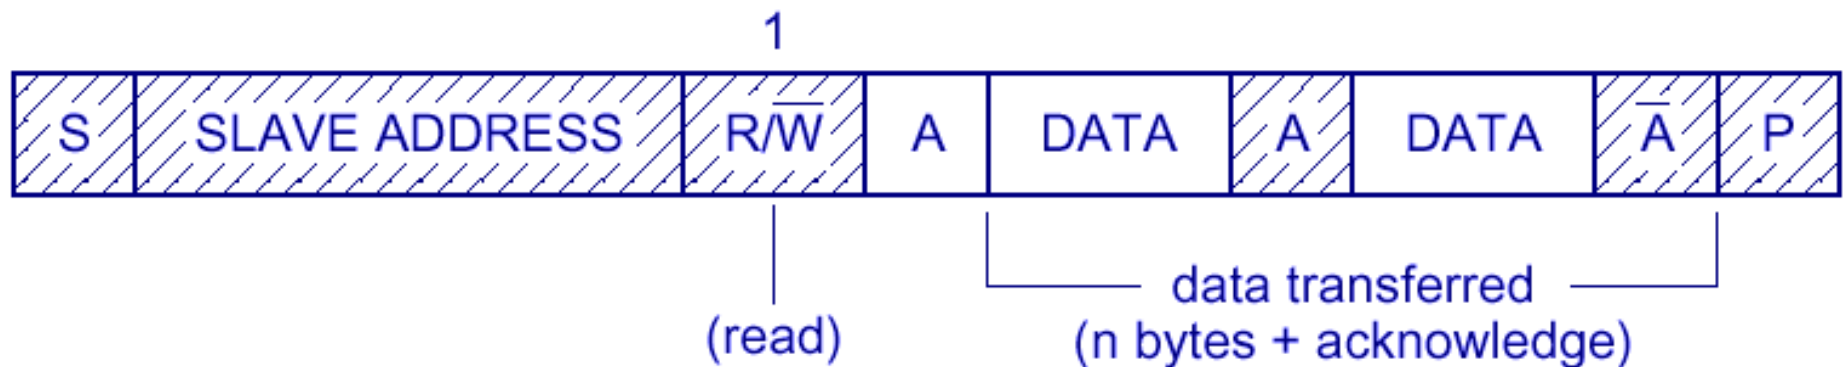 1
S SLAVE ADDRESS R/W̅ A DATA A DATA A̅ P
data transferred
(read) (n bytes + acknowledge)